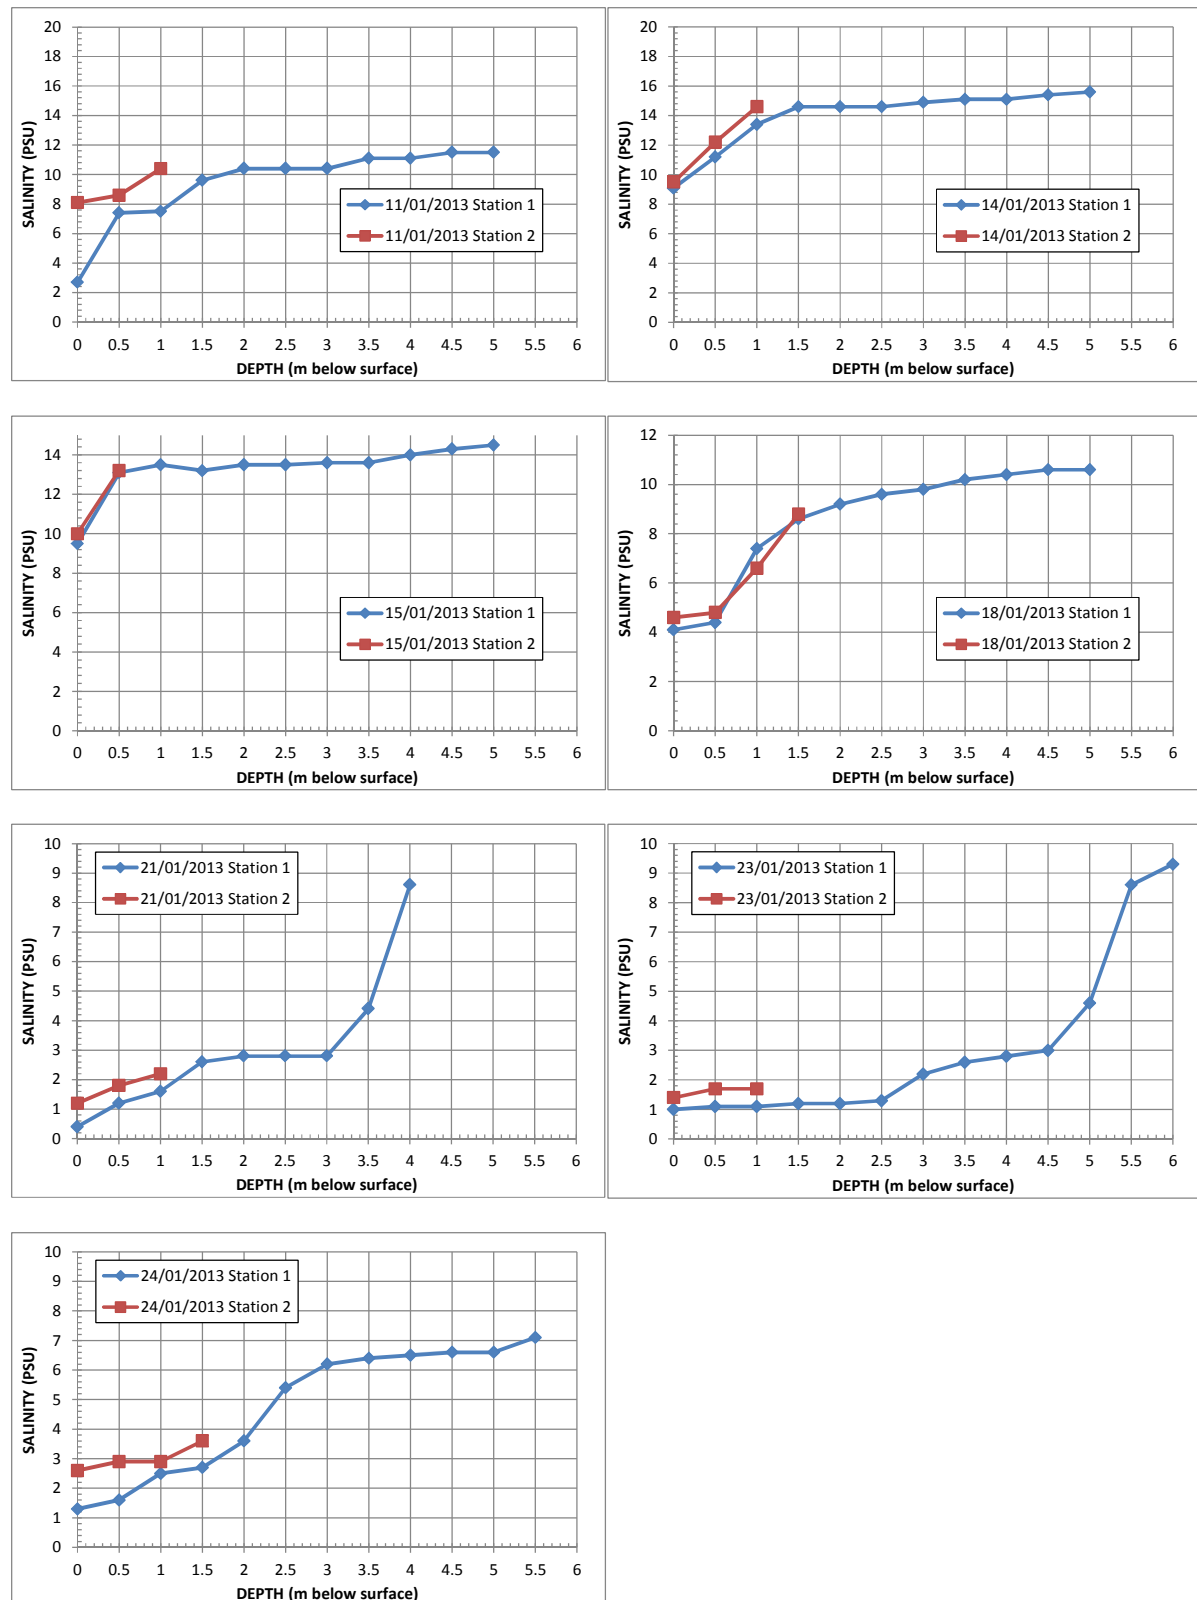 20
18
16
14
12
10
8
6
4
2
0
SALINITY (PSU)
11/01/2013 Station 1
11/01/2013 Station 2
0 0.5 1 1.5 2 2.5 3 3.5 4 4.5 5 5.5 6
DEPTH (m below surface)
20
18
16
14
12
10
8
6
4
2
0
SALINITY (PSU)
14/01/2013 Station 1
14/01/2013 Station 2
0 0.5 1 1.5 2 2.5 3 3.5 4 4.5 5 5.5 6
DEPTH (m below surface)
14
12
10
8
6
4
2
0
SALINITY (PSU)
15/01/2013 Station 1
15/01/2013 Station 2
0 0.5 1 1.5 2 2.5 3 3.5 4 4.5 5 5.5 6
DEPTH (m below surface)
12
10
8
6
4
2
0
SALINITY (PSU)
18/01/2013 Station 1
18/01/2013 Station 2
0 0.5 1 1.5 2 2.5 3 3.5 4 4.5 5 5.5 6
DEPTH (m below surface)
10
9
8
7
6
5
4
3
2
1
0
SALINITY (PSU)
21/01/2013 Station 1
21/01/2013 Station 2
0 0.5 1 1.5 2 2.5 3 3.5 4 4.5 5 5.5 6
DEPTH (m below surface)
10
9
8
7
6
5
4
3
2
1
0
SALINITY (PSU)
23/01/2013 Station 1
23/01/2013 Station 2
0 0.5 1 1.5 2 2.5 3 3.5 4 4.5 5 5.5 6
DEPTH (m below surface)
10
9
8
7
6
5
4
3
2
1
0
SALINITY (PSU)
24/01/2013 Station 1
24/01/2013 Station 2
0 0.5 1 1.5 2 2.5 3 3.5 4 4.5 5 5.5 6
DEPTH (m below surface)